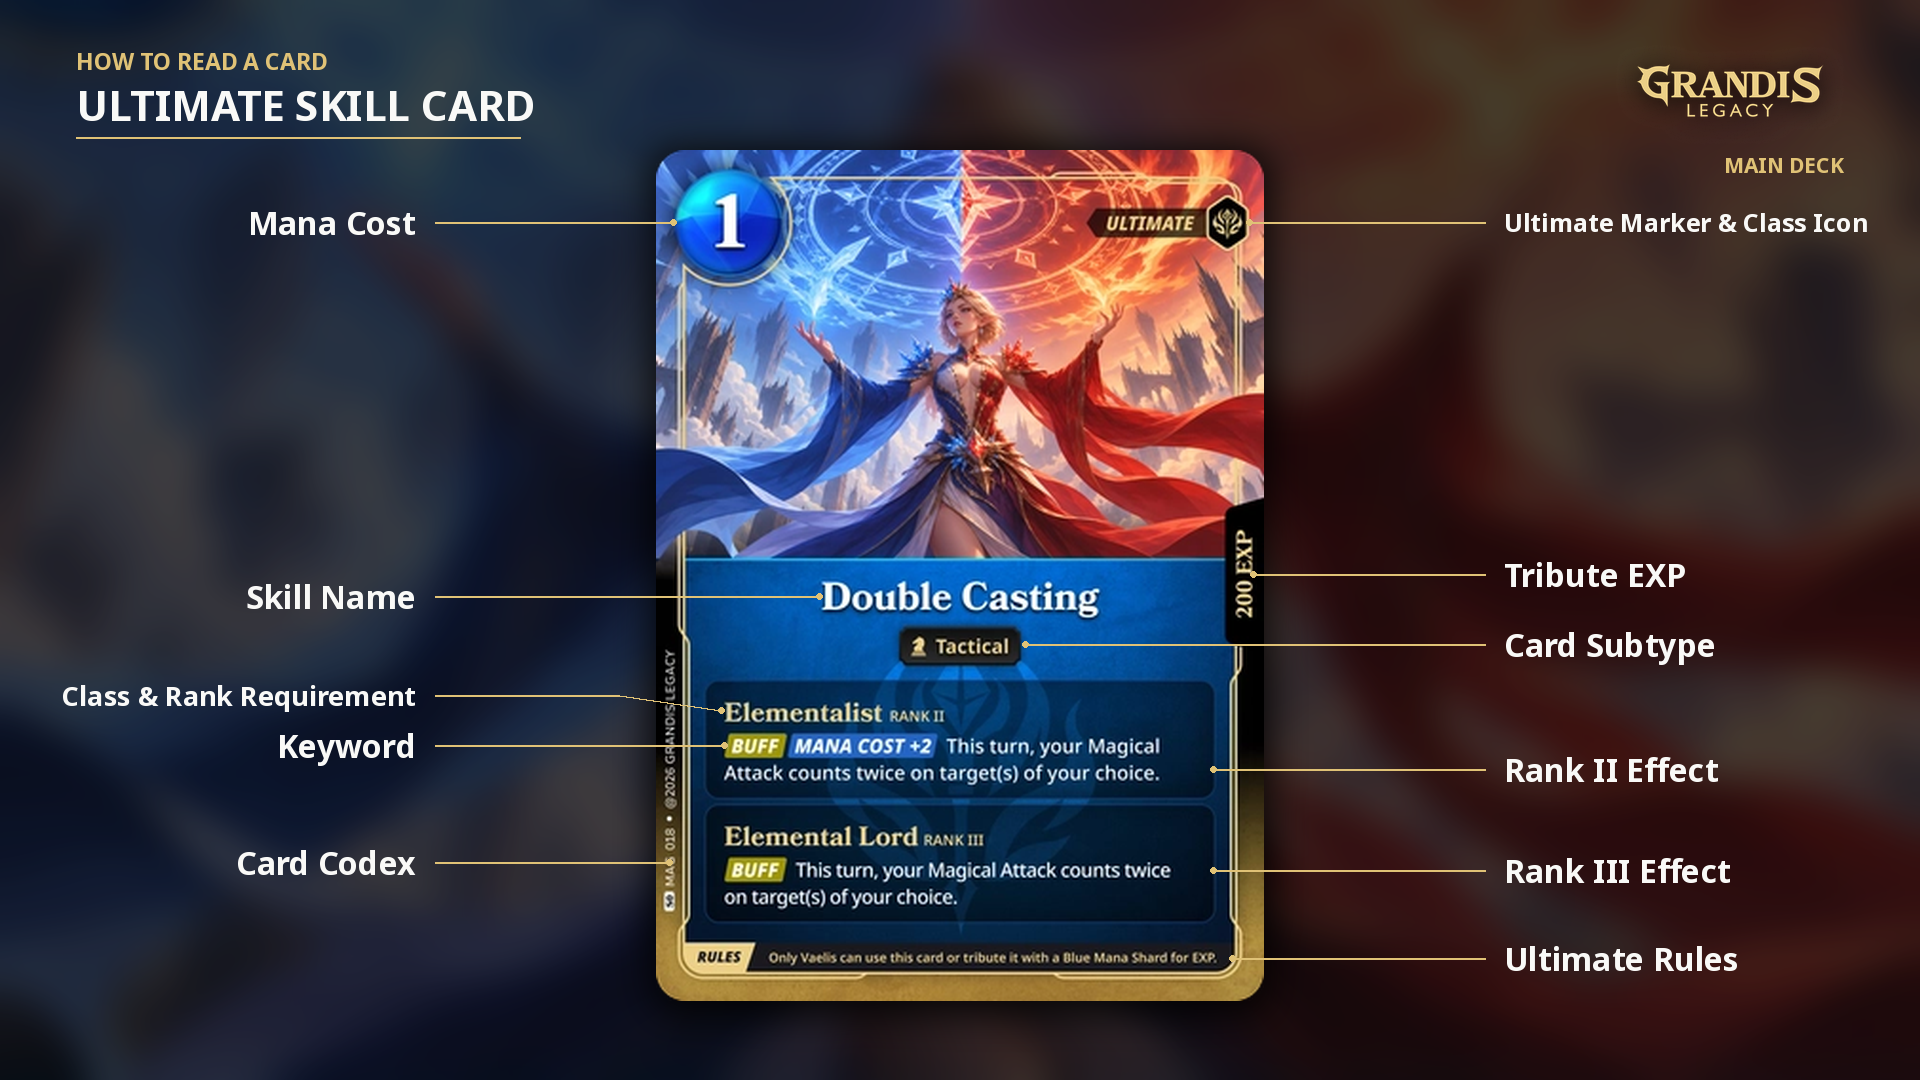 HOW TO READ A CARD
ULTIMATE SKILL CARD
GRANDIS
LEGACY
MAIN DECK
Mana Cost
1
ULTIMATE
Ultimate Marker & Class Icon
200 EXP
Tribute EXP
Skill Name
Double Casting
Tactical
Card Subtype
Class & Rank Requirement
Elementalist RANK II
Keyword
BUFF MANA COST +2 This turn, your Magical
Attack counts twice on target(s) of your choice.
Rank II Effect
Elemental Lord RANK III
BUFF This turn, your Magical Attack counts twice
on target(s) of your choice.
Rank III Effect
Card Codex
MAG 018 • @2026 GRANDIS LEGACY
RULES Only Vaelis can use this card or tribute it with a Blue Mana Shard for EXP.
Ultimate Rules